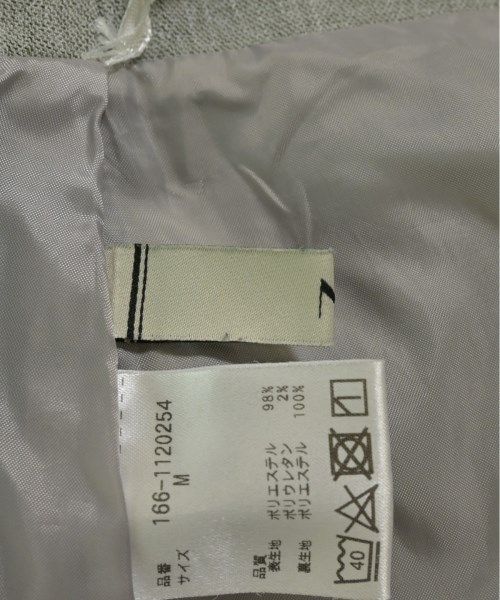 品番 166-1120254
サイズ M
品質
表生地 ポリエステル 98%
ポリウレタン 2%
裏生地 ポリエステル 100%
40